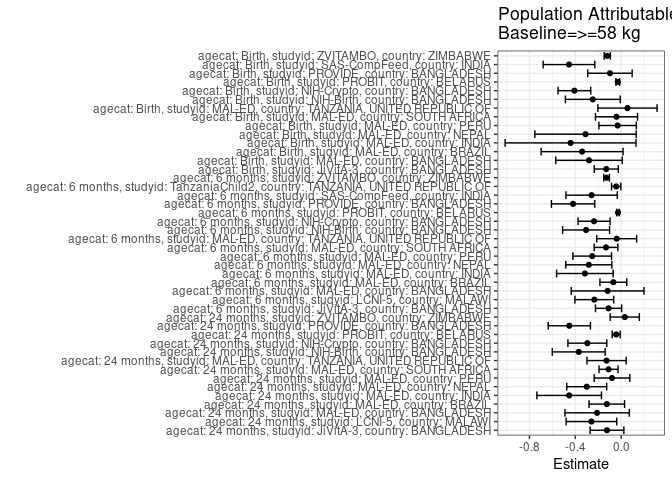 Population Attributable
Baseline=>=58 kg
agecat: Birth, studyid: ZVITAMBO, country: ZIMBABWE
agecat: Birth, studyid: SAS-CompFeed, country: INDIA
agecat: Birth, studyid: PROVIDE, country: BANGLADESH
agecat: Birth, studyid: PROBIT, country: BELARUS
agecat: Birth, studyid: NIH-Crypto, country: BANGLADESH
agecat: Birth, studyid: NIH-Birth, country: BANGLADESH
agecat: Birth, studyid: MAL-ED, country: TANZANIA, UNITED REPUBLIC OF
agecat: Birth, studyid: MAL-ED, country: SOUTH AFRICA
agecat: Birth, studyid: MAL-ED, country: PERU
agecat: Birth, studyid: MAL-ED, country: NEPAL
agecat: Birth, studyid: MAL-ED, country: INDIA
agecat: Birth, studyid: MAL-ED, country: BRAZIL
agecat: Birth, studyid: MAL-ED, country: BANGLADESH
agecat: Birth, studyid: JiVitA-3, country: BANGLADESH
agecat: 6 months, studyid: ZVITAMBO, country: ZIMBABWE
agecat: 6 months, studyid: TanzaniaChild2, country: TANZANIA, UNITED REPUBLIC OF
agecat: 6 months, studyid: SAS-CompFeed, country: INDIA
agecat: 6 months, studyid: PROVIDE, country: BANGLADESH
agecat: 6 months, studyid: PROBIT, country: BELARUS
agecat: 6 months, studyid: NIH-Crypto, country: BANGLADESH
agecat: 6 months, studyid: NIH-Birth, country: BANGLADESH
agecat: 6 months, studyid: MAL-ED, country: TANZANIA, UNITED REPUBLIC OF
agecat: 6 months, studyid: MAL-ED, country: SOUTH AFRICA
agecat: 6 months, studyid: MAL-ED, country: PERU
agecat: 6 months, studyid: MAL-ED, country: NEPAL
agecat: 6 months, studyid: MAL-ED, country: INDIA
agecat: 6 months, studyid: MAL-ED, country: BRAZIL
agecat: 6 months, studyid: MAL-ED, country: BANGLADESH
agecat: 6 months, studyid: LCNI-5, country: MALAWI
agecat: 6 months, studyid: JiVitA-3, country: BANGLADESH
agecat: 24 months, studyid: ZVITAMBO, country: ZIMBABWE
agecat: 24 months, studyid: PROVIDE, country: BANGLADESH
agecat: 24 months, studyid: PROBIT, country: BELARUS
agecat: 24 months, studyid: NIH-Crypto, country: BANGLADESH
agecat: 24 months, studyid: NIH-Birth, country: BANGLADESH
agecat: 24 months, studyid: MAL-ED, country: TANZANIA, UNITED REPUBLIC OF
agecat: 24 months, studyid: MAL-ED, country: SOUTH AFRICA
agecat: 24 months, studyid: MAL-ED, country: PERU
agecat: 24 months, studyid: MAL-ED, country: NEPAL
agecat: 24 months, studyid: MAL-ED, country: INDIA
agecat: 24 months, studyid: MAL-ED, country: BRAZIL
agecat: 24 months, studyid: MAL-ED, country: BANGLADESH
agecat: 24 months, studyid: LCNI-5, country: MALAWI
agecat: 24 months, studyid: JiVitA-3, country: BANGLADESH
-0.8 -0.4 0.0
Estimate